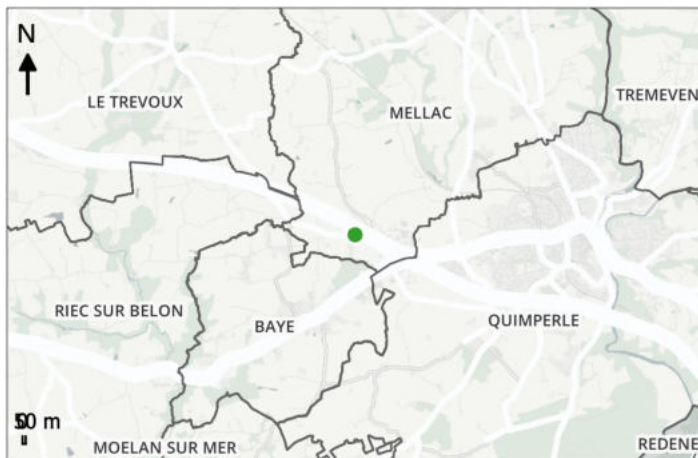 N
LE TREVOUX
MELLAC
TREMEVEN
RIEC SUR BELON
BAYE
QUIMPERLE
MOELAN SUR MER
REDENE